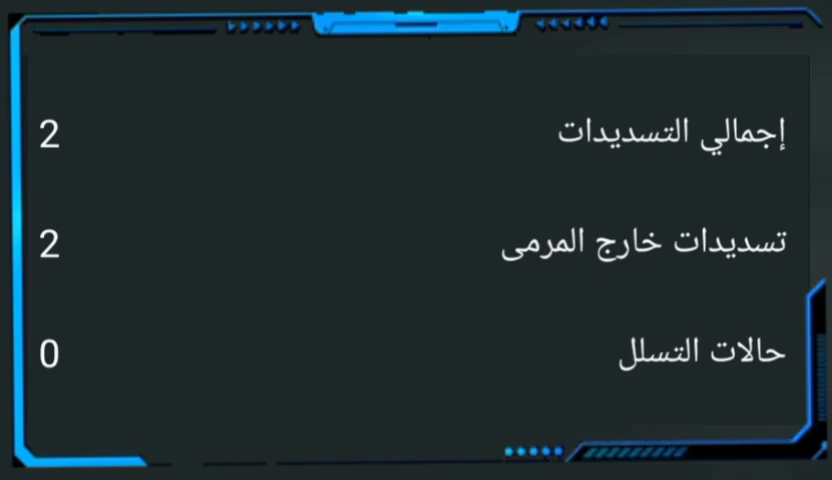 إجمالي التسديدات 2
تسديدات خارج المرمى 2
حالات التسلل 0